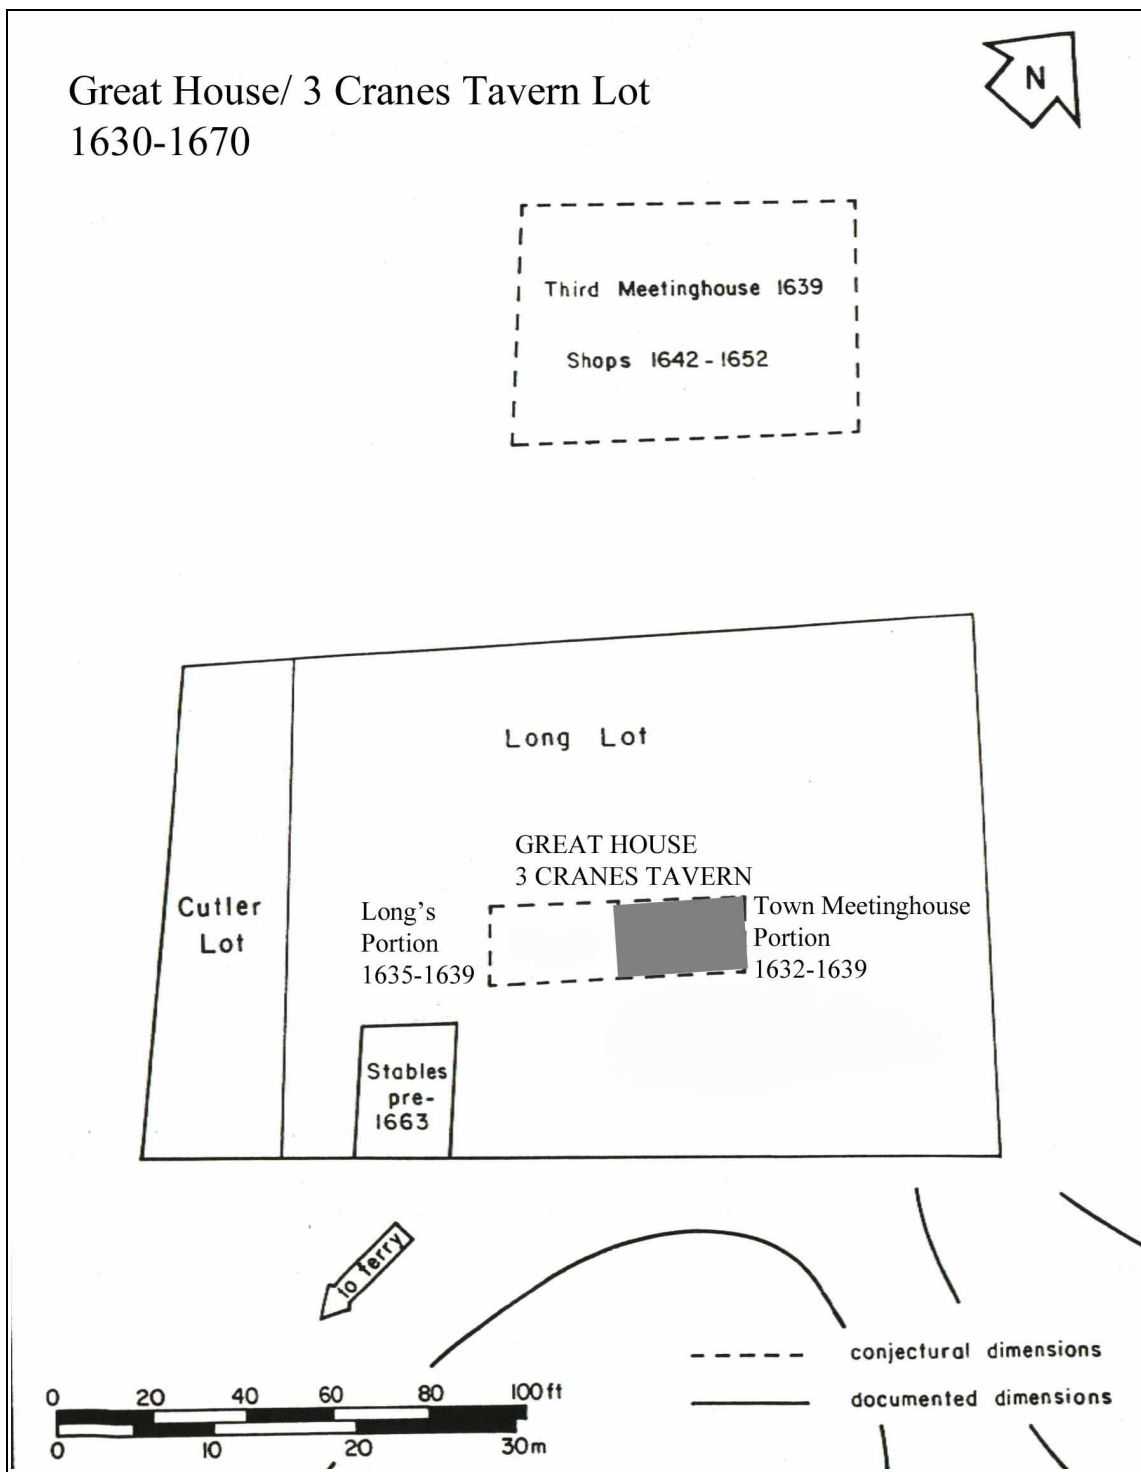 Great House/ 3 Cranes Tavern Lot
1630-1670
N
Third Meetinghouse 1639
Shops 1642-1652
Long Lot
GREAT HOUSE
3 CRANES TAVERN
Cutler
Lot
Long's
Portion
1635-1639
Town Meetinghouse
Portion
1632-1639
Stables
pre-
1663
to ferry
conjectural dimensions
documented dimensions
0 20 40 60 80 100 ft
0 10 20 30 m